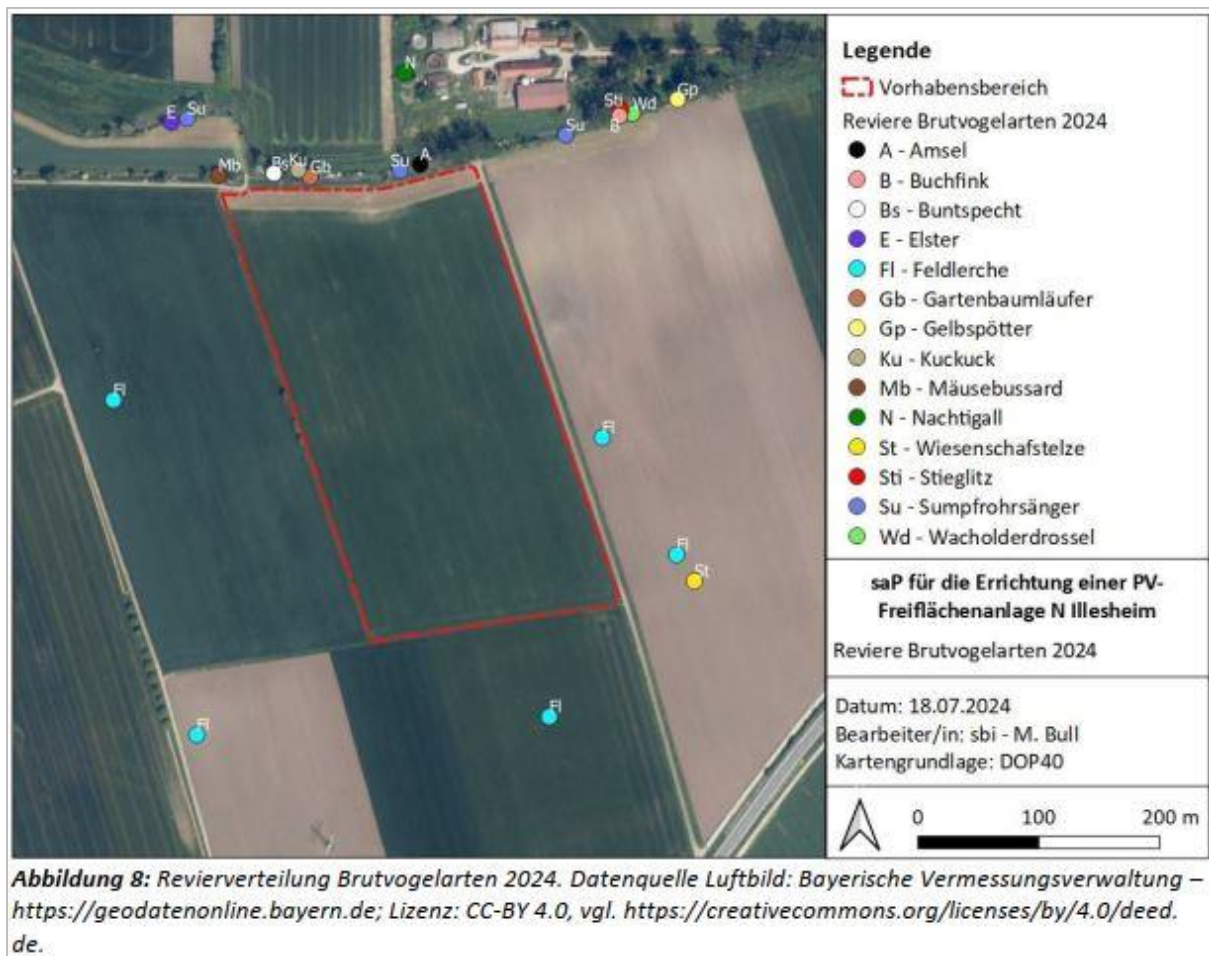 N
Gp
Sti
Wd
B
E
Su
Su
Mb
Bs
Ku
Gb
Su
A
Fl
Fl
Fl
St
Fl
Fl
Legende
Vorhabensbereich
Reviere Brutvogelarten 2024
A - Amsel
B - Buchfink
Bs - Buntspecht
E - Elster
Fl - Feldlerche
Gb - Gartenbaumläufer
Gp - Gelbspötter
Ku - Kuckuck
Mb - Mäusebussard
N - Nachtigall
St - Wiesenschafstelze
Sti - Stieglitz
Su - Sumpfrohrsänger
Wd - Wacholderdrossel
saP für die Errichtung einer PV-
Freiflächenanlage N Illesheim
Reviere Brutvogelarten 2024
Datum: 18.07.2024
Bearbeiter/in: sbi - M. Bull
Kartengrundlage: DOP40
0 100 200 m
Abbildung 8: Revierverteilung Brutvogelarten 2024. Datenquelle Luftbild: Bayerische Vermessungsverwaltung –
https://geodatenonline.bayern.de; Lizenz: CC-BY 4.0, vgl. https://creativecommons.org/licenses/by/4.0/deed.
de.